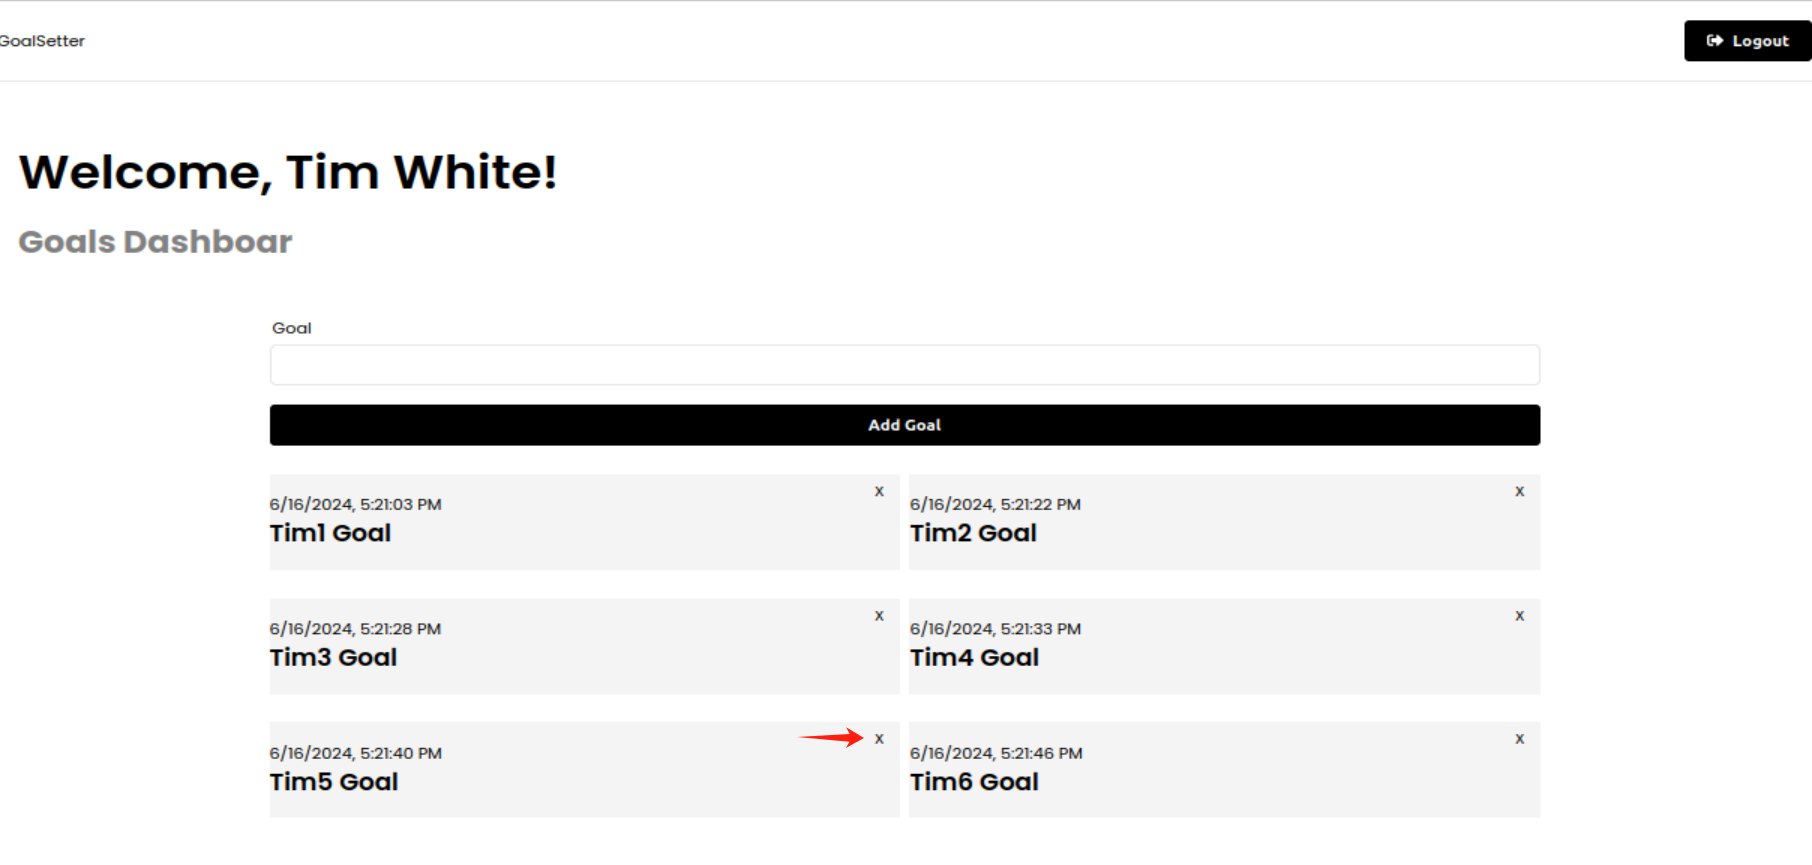 GoalSetter
Logout
Welcome, Tim White!
Goals Dashboar
Goal
Add Goal
x
6/16/2024, 5:21:03 PM
Tim1 Goal
x
6/16/2024, 5:21:22 PM
Tim2 Goal
x
6/16/2024, 5:21:28 PM
Tim3 Goal
x
6/16/2024, 5:21:33 PM
Tim4 Goal
x
6/16/2024, 5:21:40 PM
Tim5 Goal
x
6/16/2024, 5:21:46 PM
Tim6 Goal